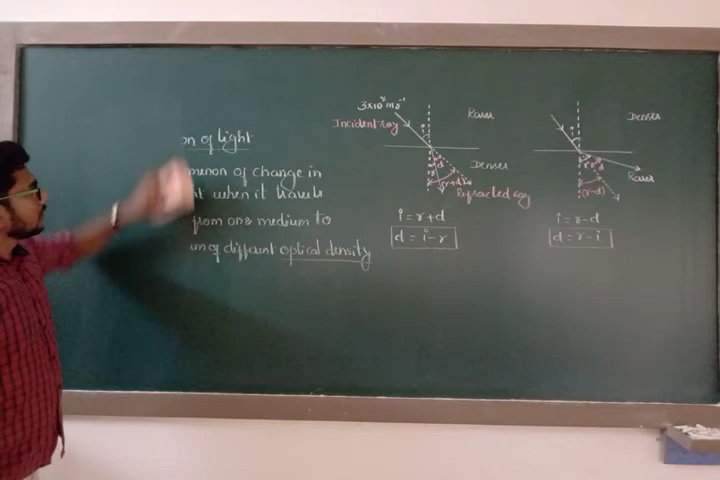 on of light
menon of change in
t when it travels
from one medium to
um of different optical density
3×10⁸ ms⁻¹
Incident ray
Rarer
i
r
d
Denser
(r+d)
Refracted ray
i = r+d
d = i-r
Denser
i
r
d
Rarer
(r-d)
i = r-d
d = r-i